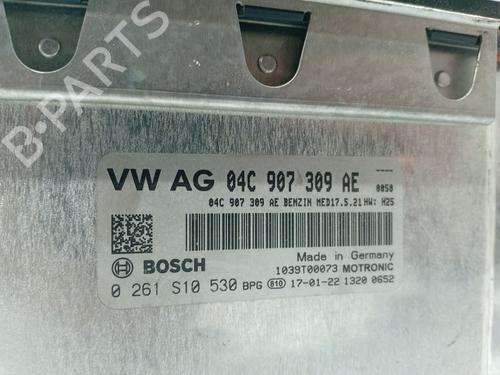 B-PARTS
VW AG 04C 907 309 AE ----
0050
04C 907 309 AE BENZIN MED17.5.21 HW: H25
Made in Germany
BOSCH 1039T00073 MOTRONIC
0 261 S10 530 BPG 810 17-01-22 1320 0652